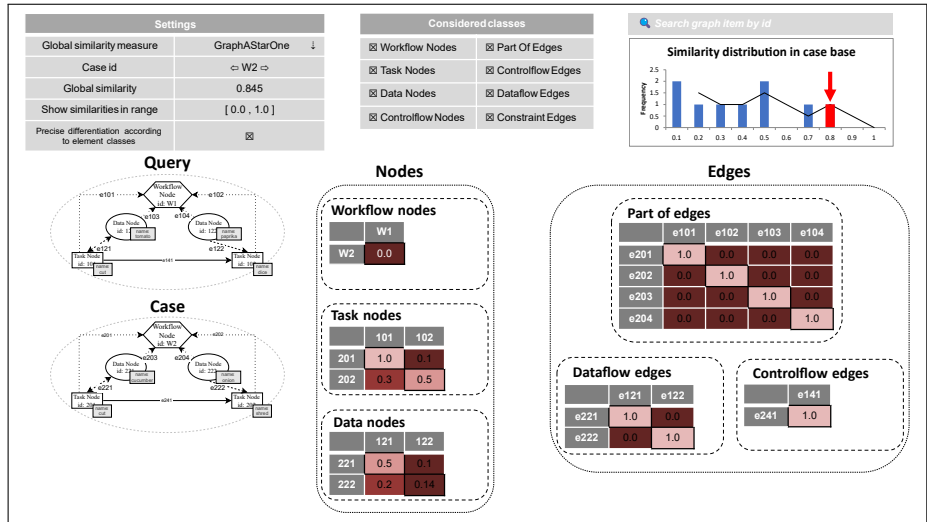 Settings
Global similarity measure GraphAStarOne ↓
Case id ⇦ W2 ⇨
Global similarity 0.845
Show similarities in range [ 0.0 , 1.0 ]
Precise differentiation according
to element classes ☒
Considered classes
☒ Workflow Nodes ☒ Part Of Edges
☒ Task Nodes ☒ Controlflow Edges
☒ Data Nodes ☒ Dataflow Edges
☒ Controlflow Nodes ☒ Constraint Edges
Search graph item by id
Similarity distribution in case base
Frequency
2.5
2
1.5
1
0.5
0
0.1 0.2 0.3 0.4 0.5 0.6 0.7 0.8 0.9 1
Query
Workflow
Node
id: W1
e101 e102
e103 e104
Data Node
name:
tomato
Data Node
id: 122
name:
paprika
e121 e122
Task Node
name:
cut
e141
Task Node
name:
dice
Case
Workflow
Node
id: W2
e201 e202
e203 e204
Data Node
name:
cucumber
Data Node
name:
onion
e221 e222
Task Node
name:
cut
e241
Task Node
name:
shred
Nodes
Workflow nodes
W1
W2 0.0
Task nodes
101 102
201 1.0 0.1
202 0.3 0.5
Data nodes
121 122
221 0.5 0.1
222 0.2 0.14
Edges
Part of edges
e101 e102 e103 e104
e201 1.0 0.0 0.0 0.0
e202 0.0 1.0 0.0 0.0
e203 0.0 0.0 1.0 0.0
e204 0.0 0.0 0.0 1.0
Dataflow edges
e121 e122
e221 1.0 0.0
e222 0.0 1.0
Controlflow edges
e141
e241 1.0